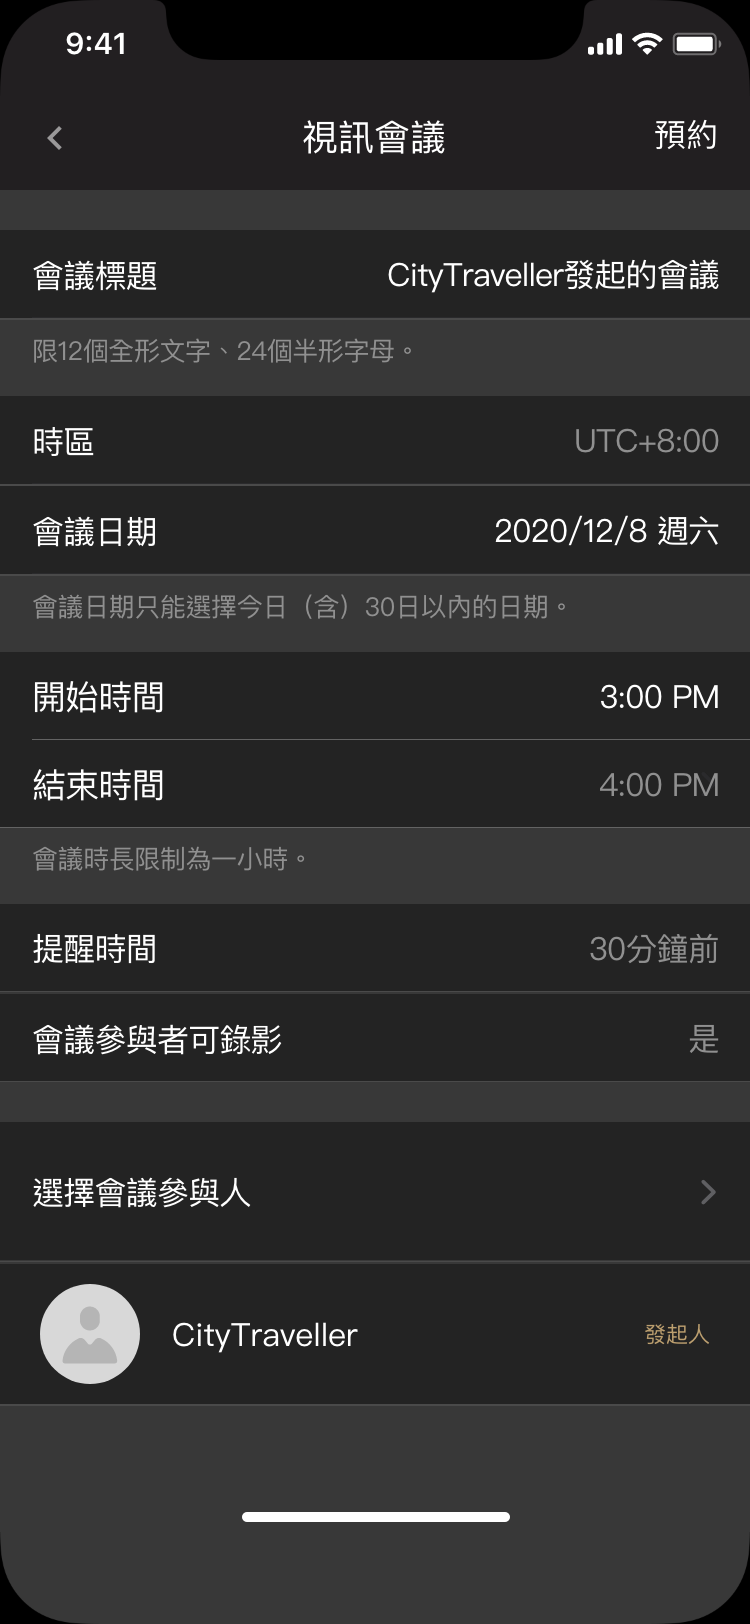 9:41
視訊會議
預約
會議標題
CityTraveller發起的會議
限12個全形文字、24個半形字母。
時區
UTC+8:00
會議日期
2020/12/8 週六
會議日期只能選擇今日（含）30日以內的日期。
開始時間
3:00 PM
結束時間
4:00 PM
會議時長限制為一小時。
提醒時間
30分鐘前
會議參與者可錄影
是
選擇會議參與人
CityTraveller
發起人